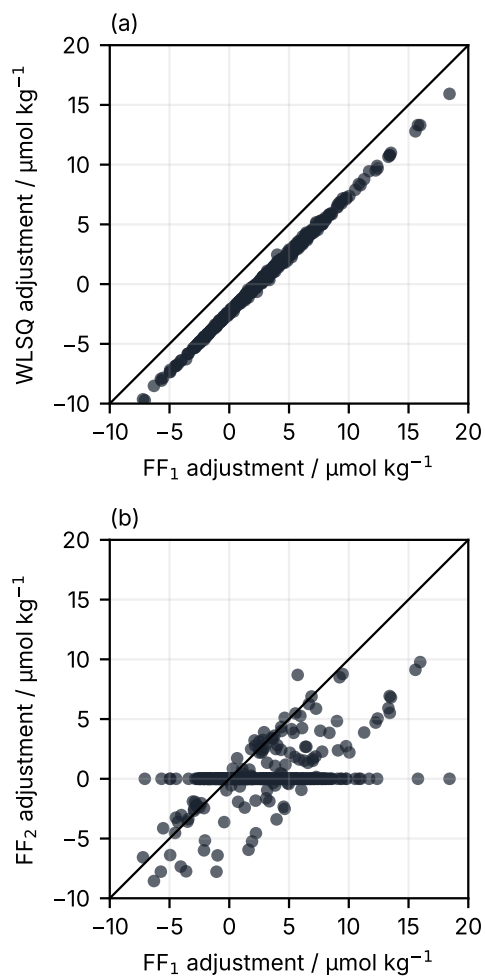 (a)
20
15
10
5
0
−5
−10
WLSQ adjustment / μmol kg⁻¹
−10 −5 0 5 10 15 20
FF₁ adjustment / μmol kg⁻¹
(b)
20
15
10
5
0
−5
−10
FF₂ adjustment / μmol kg⁻¹
−10 −5 0 5 10 15 20
FF₁ adjustment / μmol kg⁻¹